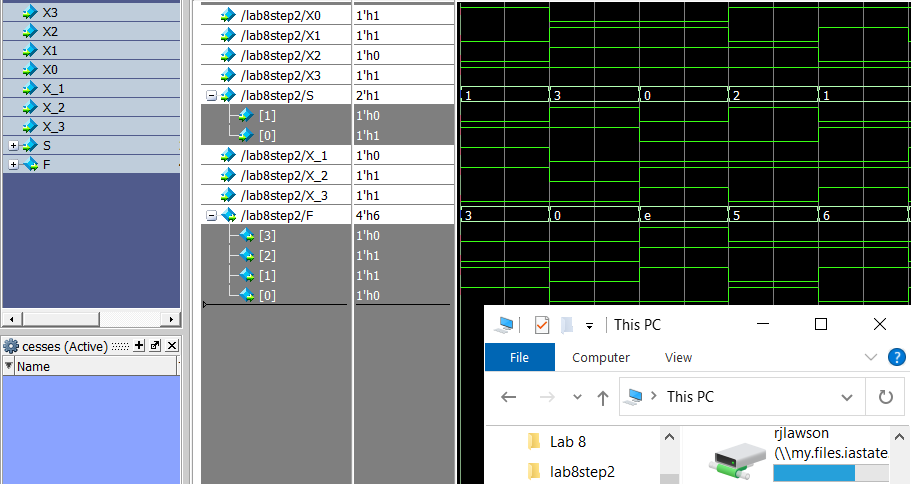 X3
X2
X1
X0
X_1
X_2
X_3
S
F
cesses (Active)
Name
/lab8step2/X0 1'h1
/lab8step2/X1 1'h1
/lab8step2/X2 1'h0
/lab8step2/X3 1'h1
/lab8step2/S 2'h1
[1] 1'h0
[0] 1'h1
/lab8step2/X_1 1'h0
/lab8step2/X_2 1'h1
/lab8step2/X_3 1'h1
/lab8step2/F 4'h6
[3] 1'h0
[2] 1'h1
[1] 1'h1
[0] 1'h0
1 3 0 2 1
3 0 e 5 6
This PC
File Computer View
This PC
Lab 8
lab8step2
rjlawson
(\\my.files.iastate.